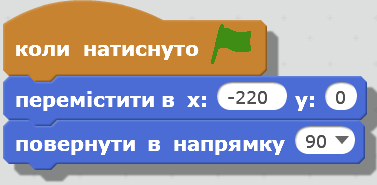 коли натиснуто
перемістити в x: -220 y: 0
повернути в напрямку 90